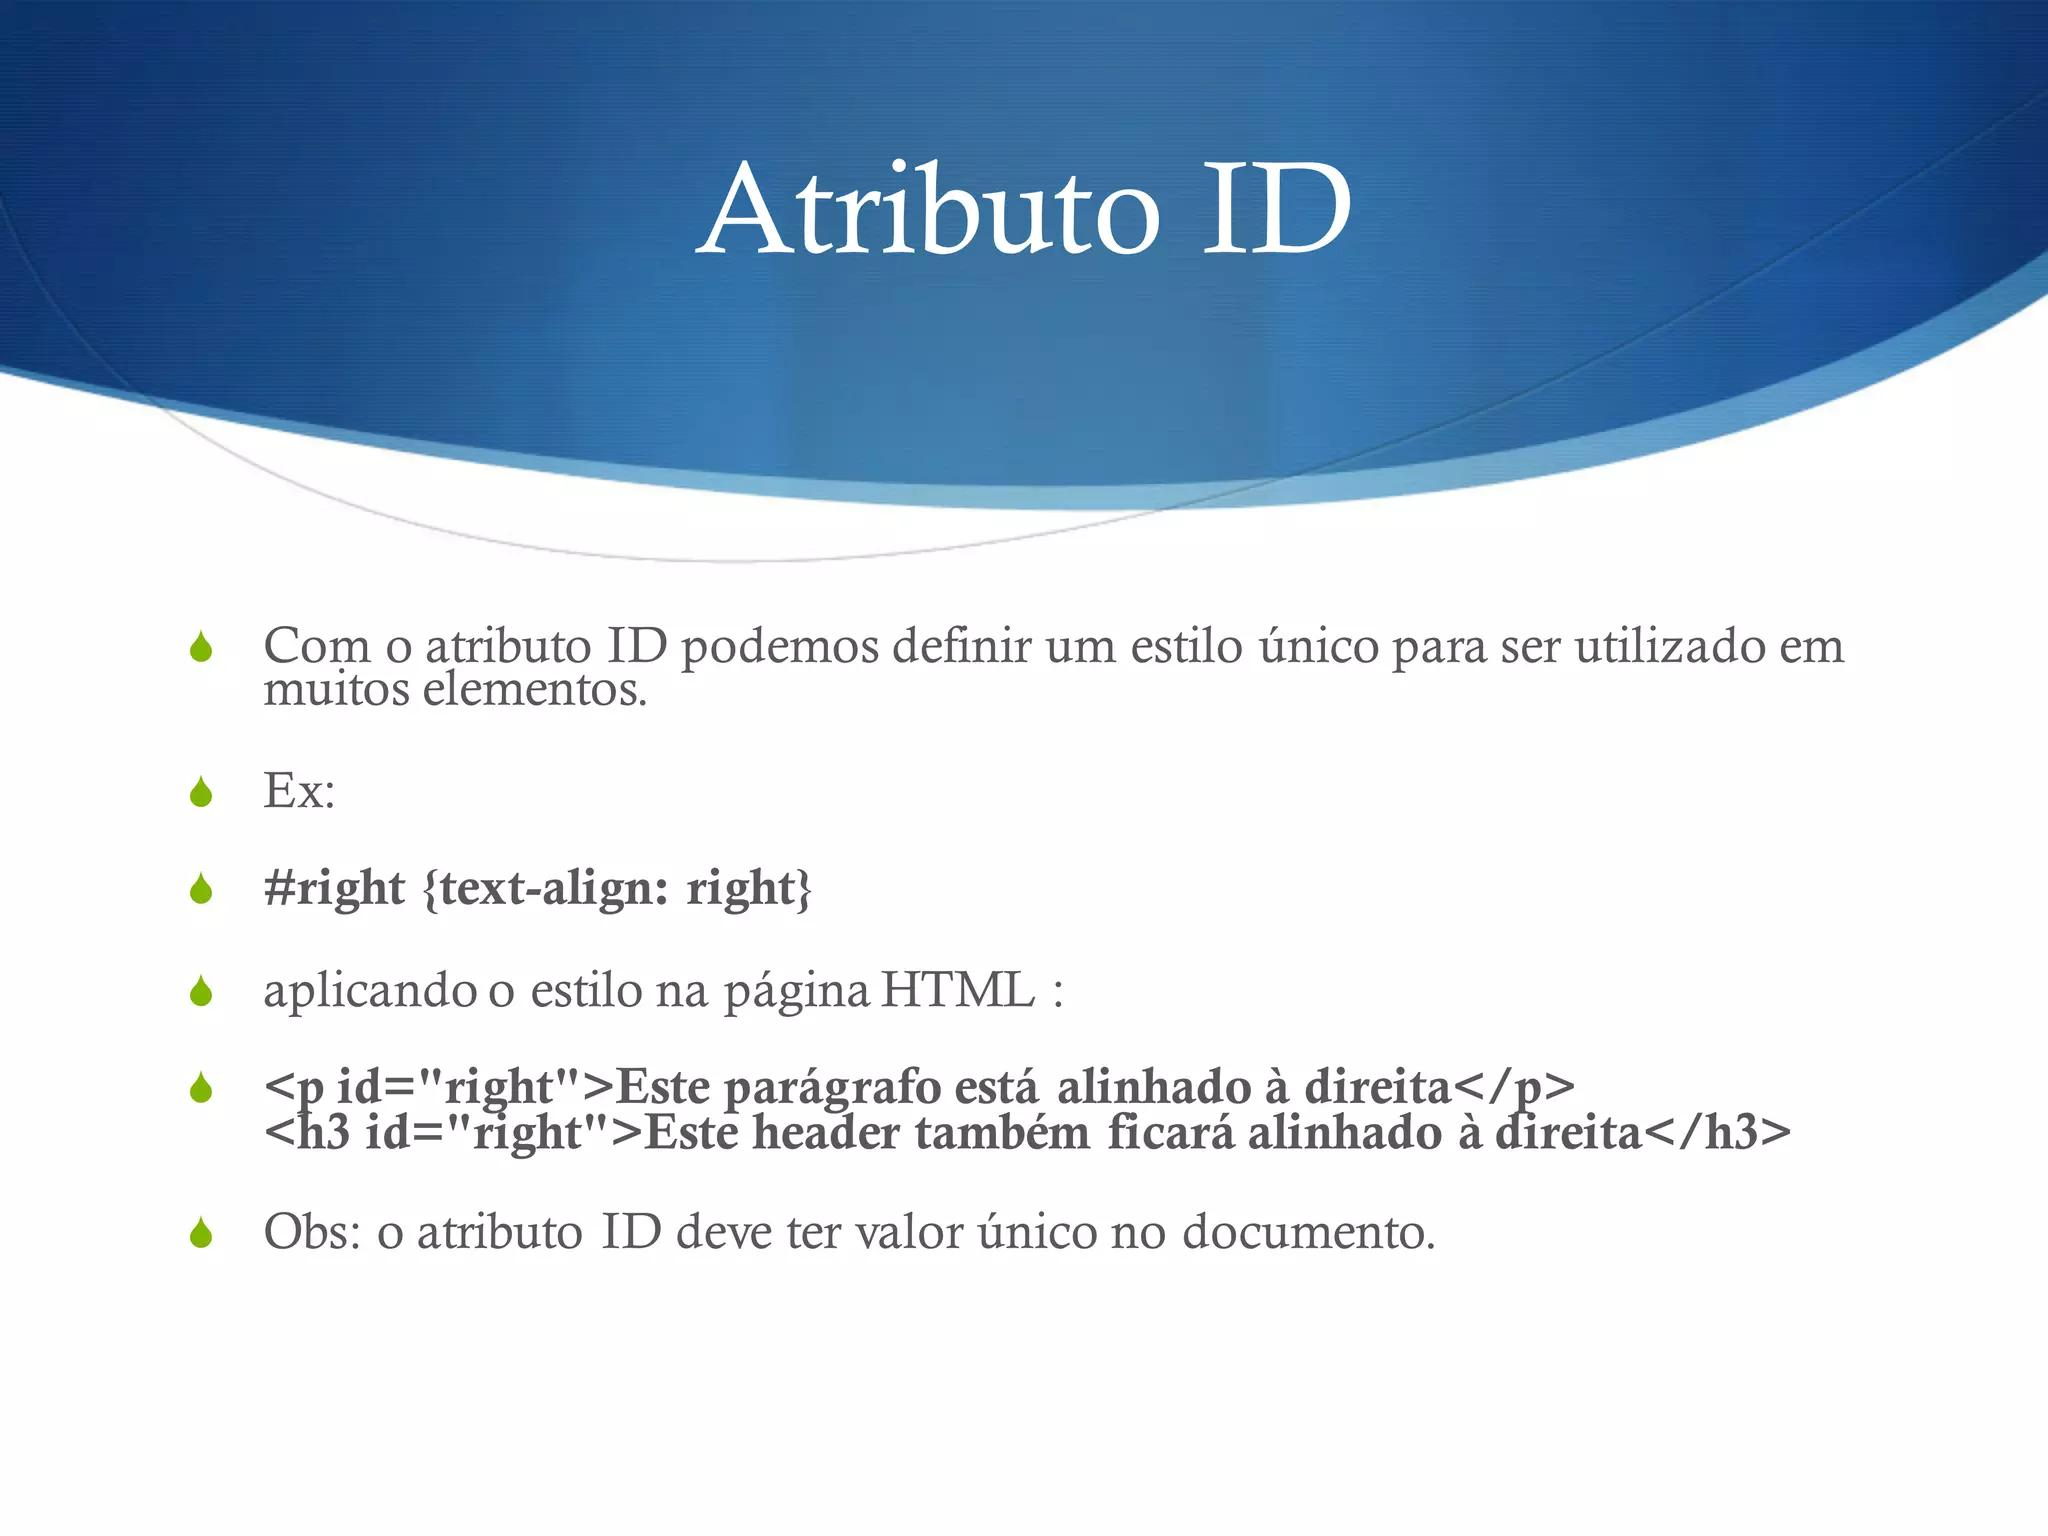 Atributo ID
Com o atributo ID podemos definir um estilo único para ser utilizado em
muitos elementos.
Ex:
#right {text-align: right}
aplicando o estilo na página HTML :
<p id="right">Este parágrafo está alinhado à direita</p>
<h3 id="right">Este header também ficará alinhado à direita</h3>
Obs: o atributo ID deve ter valor único no documento.